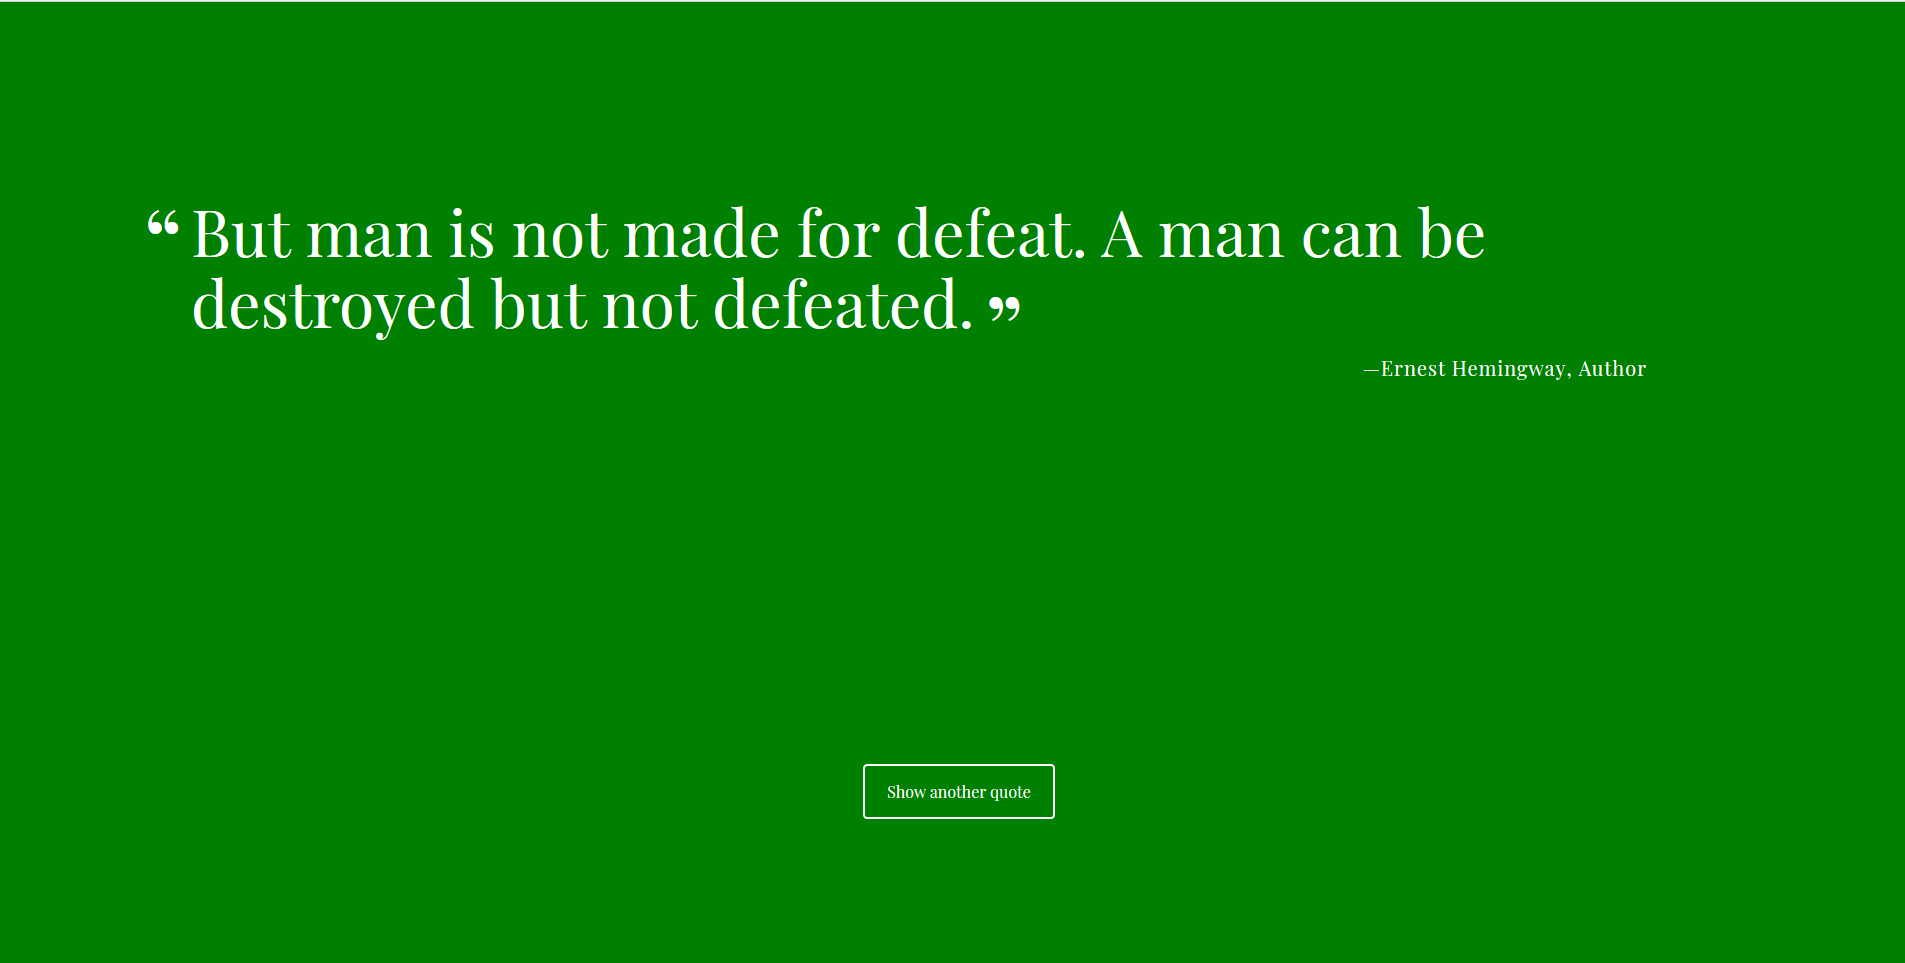 “ But man is not made for defeat. A man can be
destroyed but not defeated. ”
—Ernest Hemingway, Author
Show another quote